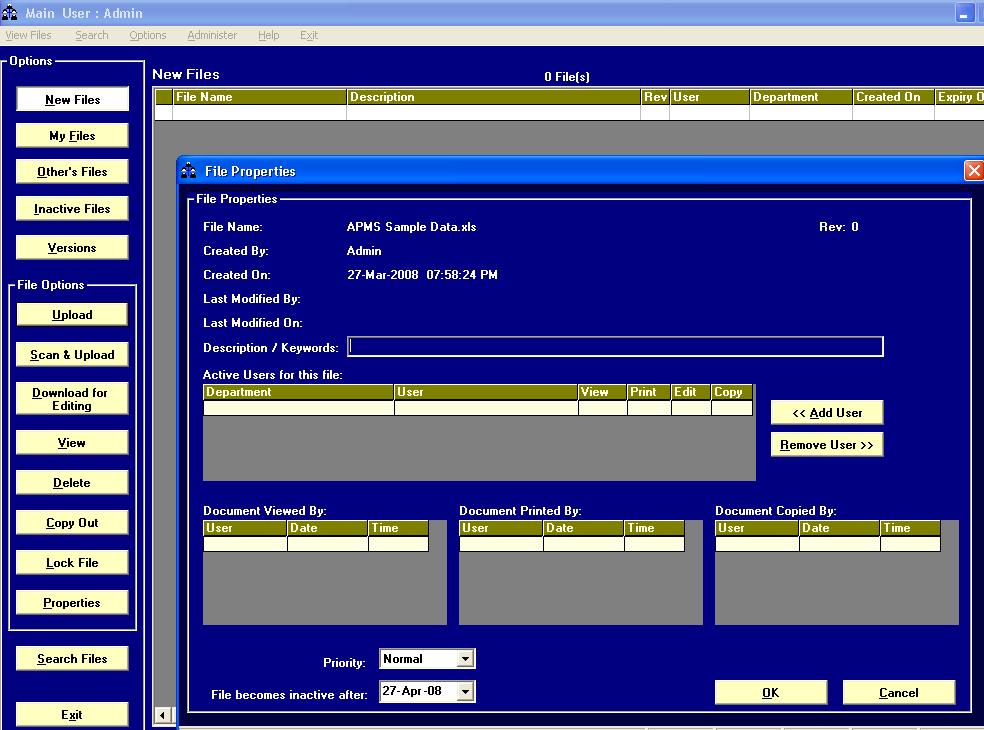 Main User : Admin
View Files Search Options Administer Help Exit
Options
New Files
My Files
Other's Files
Inactive Files
Versions
File Options
Upload
Scan & Upload
Download for
Editing
View
Delete
Copy Out
Lock File
Properties
Search Files
Exit
New Files 0 File(s)
File Name Description Rev User Department Created On Expiry O
File Properties
File Properties
File Name: APMS Sample Data.xls Rev: 0
Created By: Admin
Created On: 27-Mar-2008 07:58:24 PM
Last Modified By:
Last Modified On:
Description / Keywords:
Active Users for this file:
Department User View Print Edit Copy
<< Add User
Remove User >>
Document Viewed By: Document Printed By: Document Copied By:
User Date Time User Date Time User Date Time
Priority: Normal
File becomes inactive after: 27-Apr-08
OK Cancel